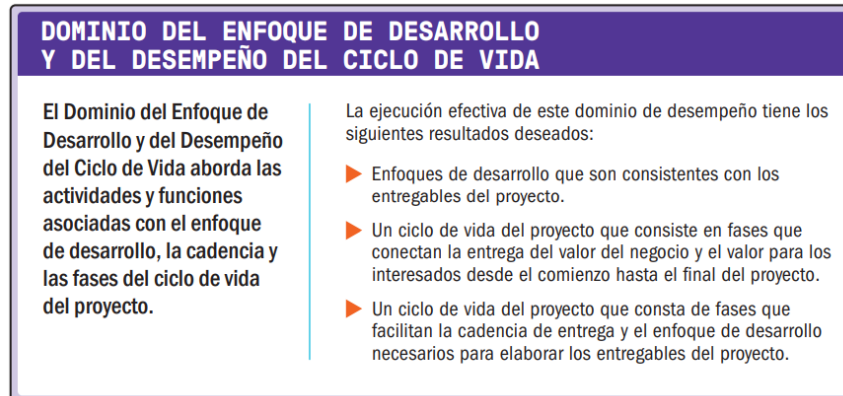 DOMINIO DEL ENFOQUE DE DESARROLLO
Y DEL DESEMPEÑO DEL CICLO DE VIDA
El Dominio del Enfoque de
Desarrollo y del Desempeño
del Ciclo de Vida aborda las
actividades y funciones
asociadas con el enfoque
de desarrollo, la cadencia y
las fases del ciclo de vida
del proyecto.
La ejecución efectiva de este dominio de desempeño tiene los
siguientes resultados deseados:
Enfoques de desarrollo que son consistentes con los
entregables del proyecto.
Un ciclo de vida del proyecto que consiste en fases que
conectan la entrega del valor del negocio y el valor para los
interesados desde el comienzo hasta el final del proyecto.
Un ciclo de vida del proyecto que consta de fases que
facilitan la cadencia de entrega y el enfoque de desarrollo
necesarios para elaborar los entregables del proyecto.